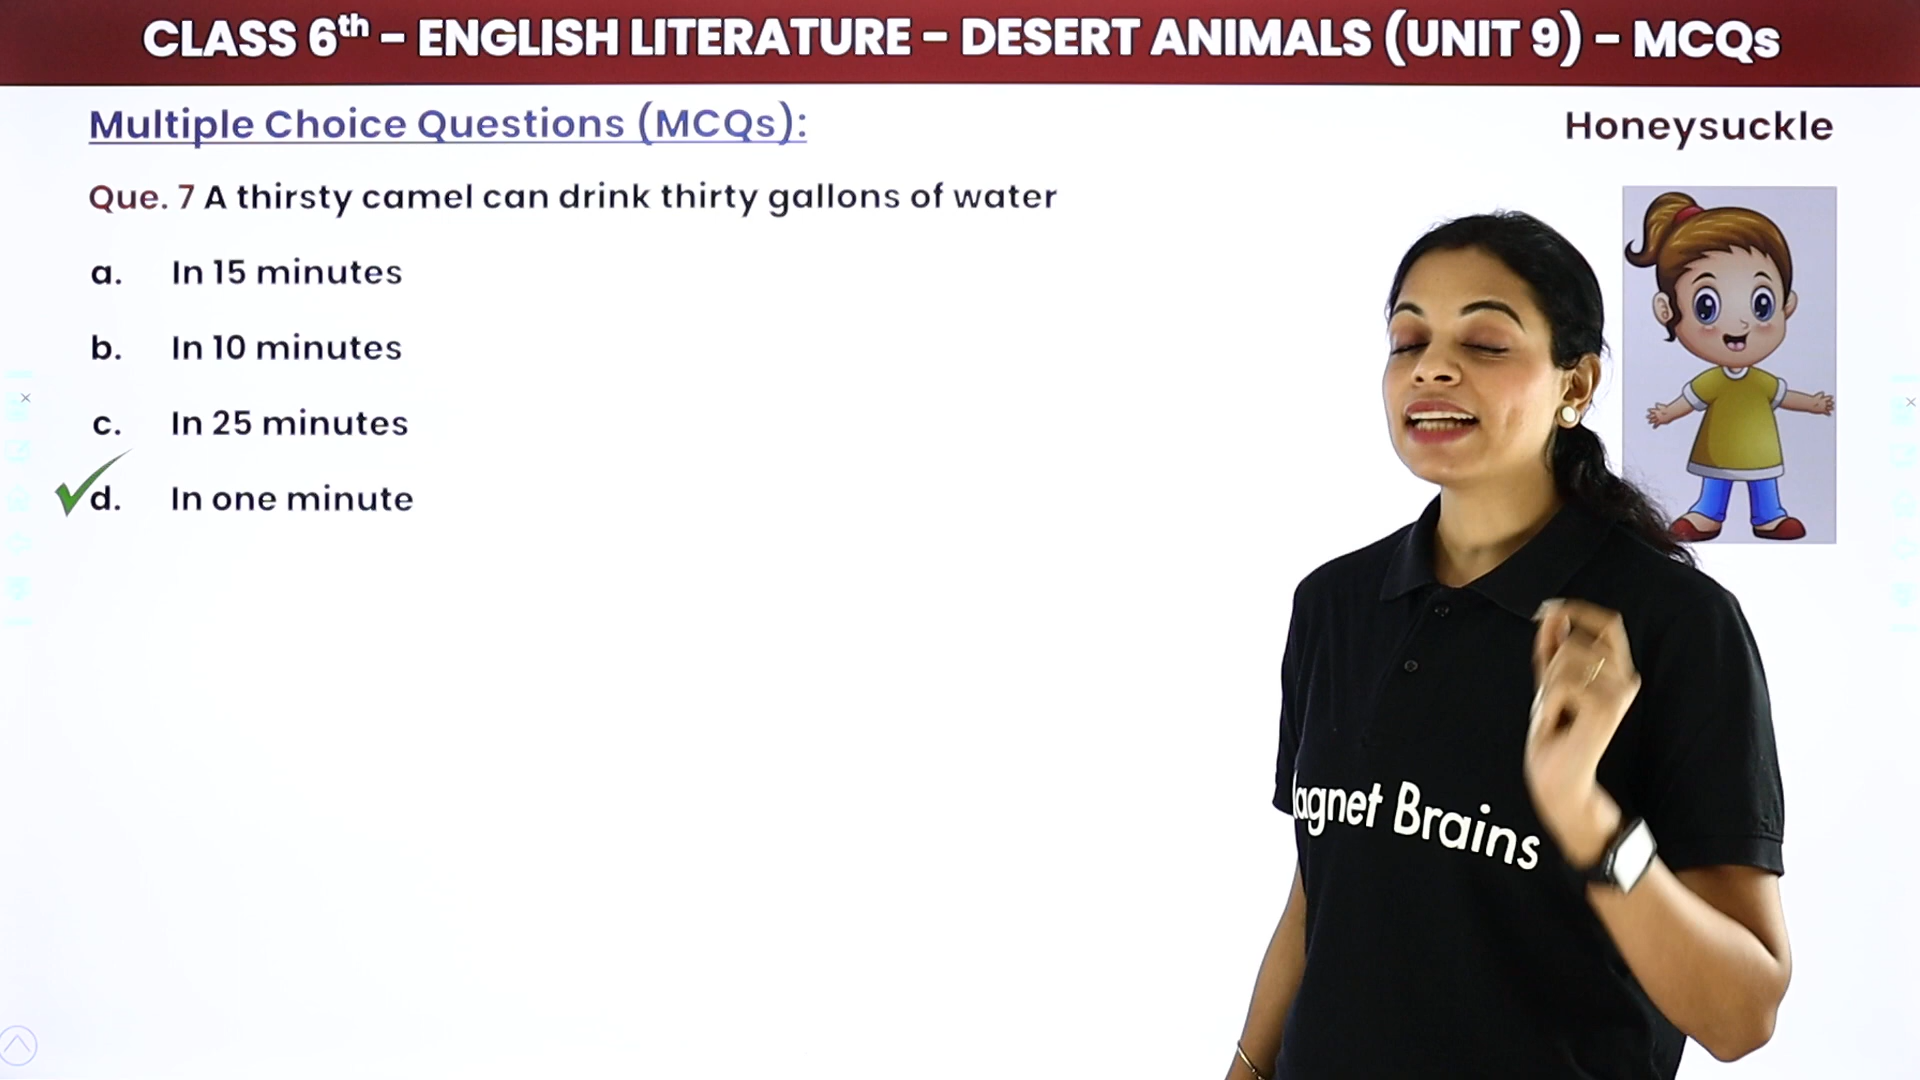 CLASS 6th – ENGLISH LITERATURE – DESERT ANIMALS (UNIT 9) – MCQs
Multiple Choice Questions (MCQs):
Honeysuckle
Que. 7 A thirsty camel can drink thirty gallons of water
a. In 15 minutes
b. In 10 minutes
c. In 25 minutes
d. In one minute
agnet Brains